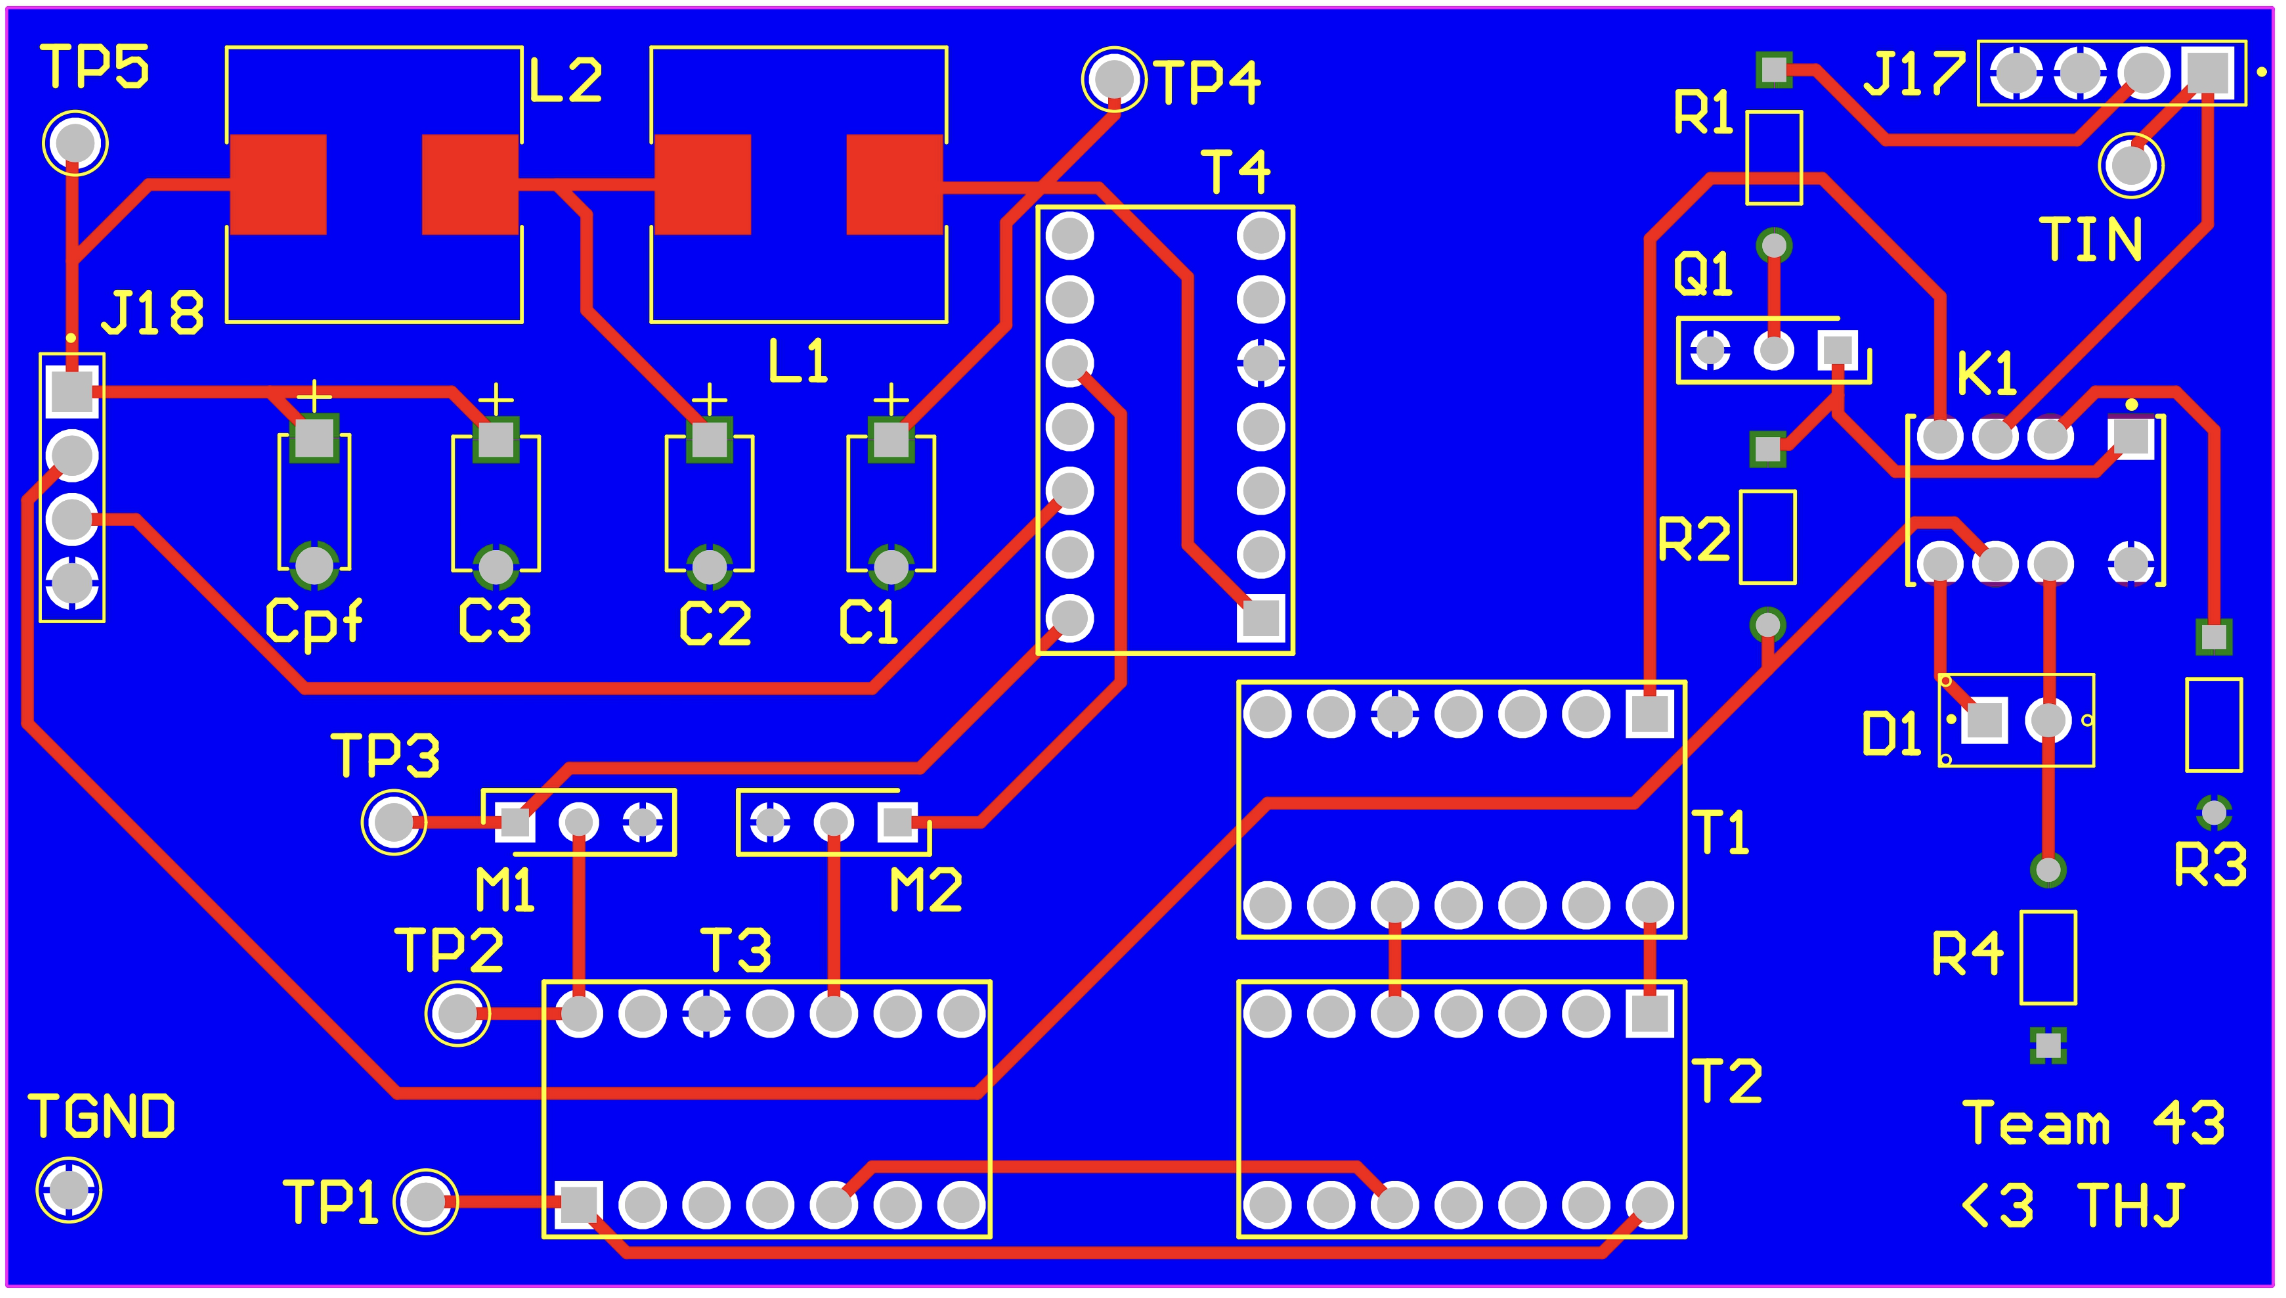 TP5
L2
TP4
J17
R1
T4
TIN
Q1
J18
L1
K1
R2
Cpf
C3
C2
C1
TP3
D1
T1
M1
M2
R3
TP2
T3
R4
T2
TGND
Team 43
TP1
<3 THJ